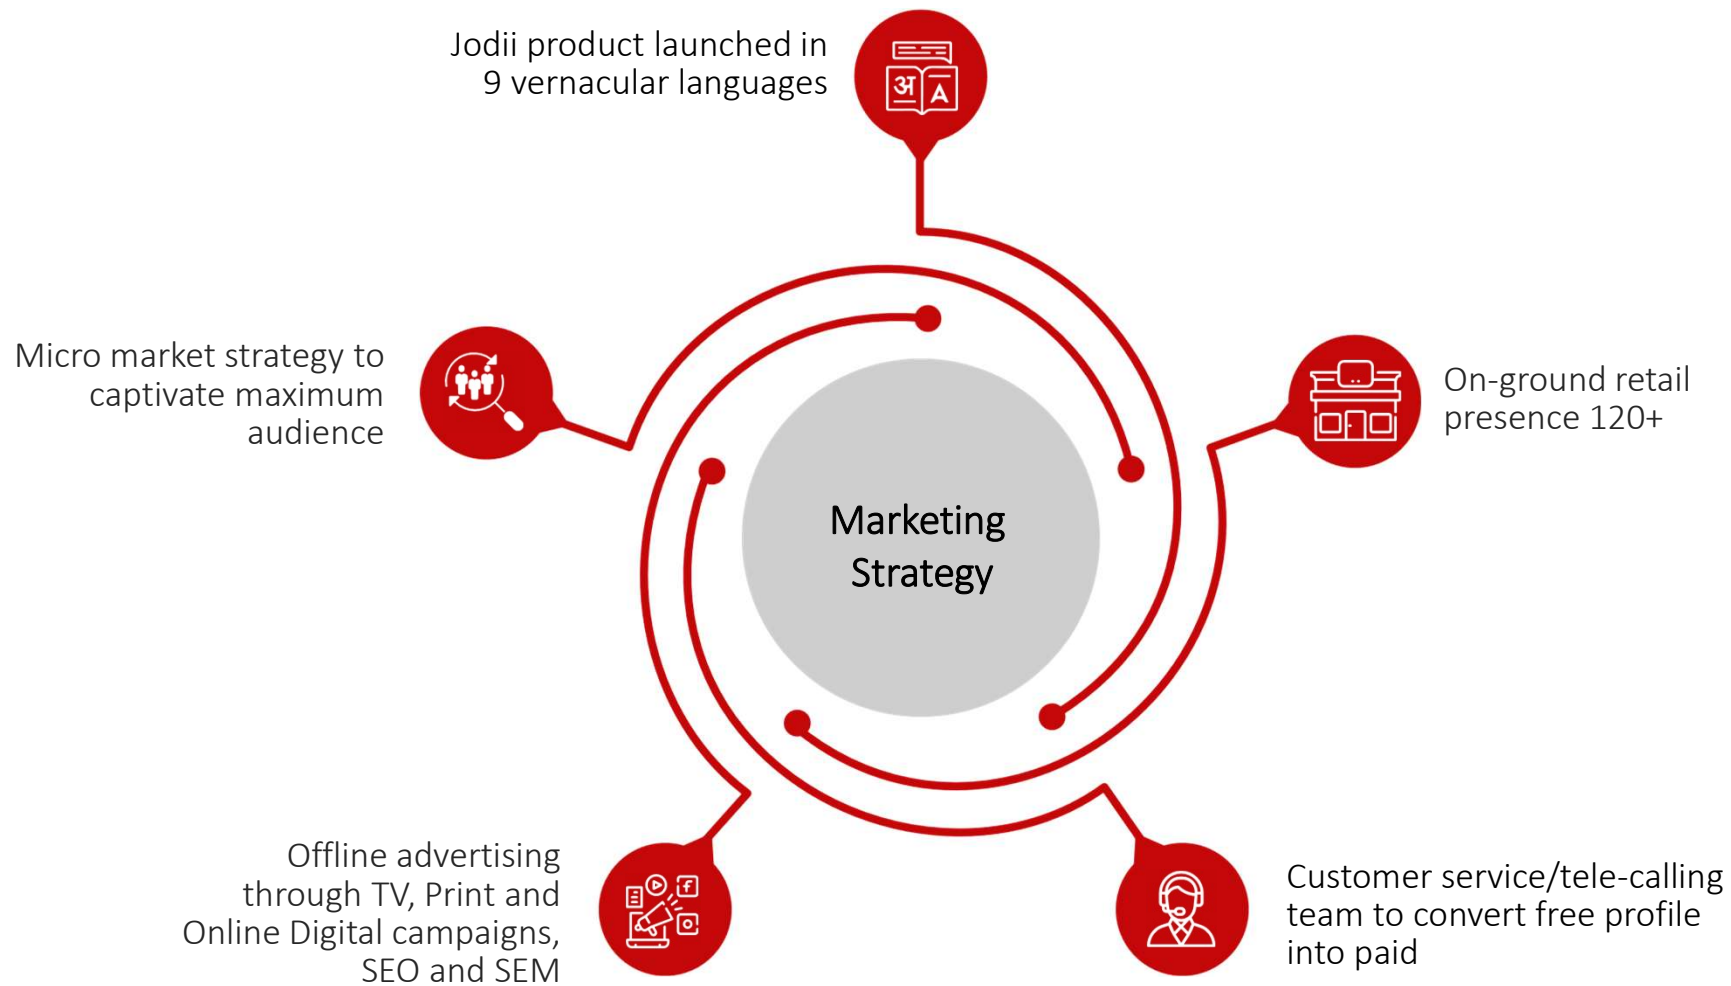 Jodii product launched in
9 vernacular languages
अ A
Micro market strategy to
captivate maximum
audience
On-ground retail
presence 120+
Marketing
Strategy
Offline advertising
through TV, Print and
Online Digital campaigns,
SEO and SEM
f
Customer service/tele-calling
team to convert free profile
into paid